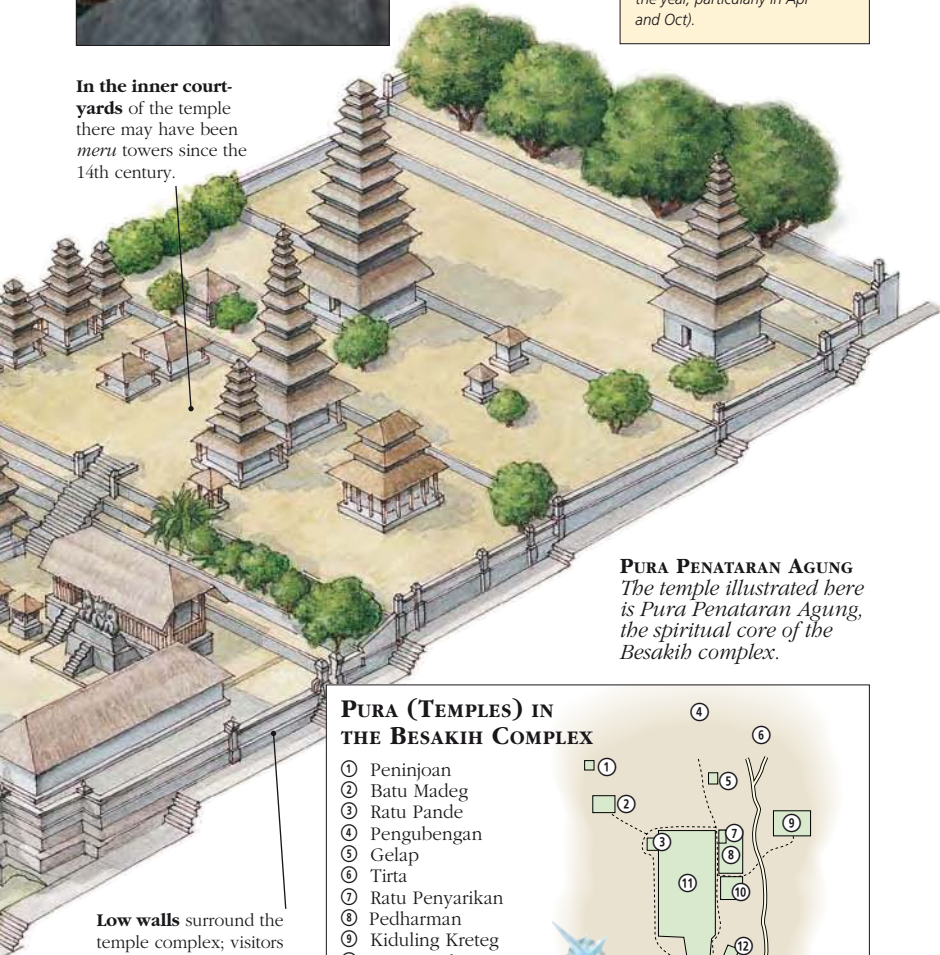 the year, particularly in Apr
and Oct).
In the inner court-
yards of the temple
there may have been
meru towers since the
14th century.
PURA PENATARAN AGUNG
The temple illustrated here
is Pura Penataran Agung,
the spiritual core of the
Besakih complex.
PURA (TEMPLES) IN
THE BESAKIH COMPLEX
① Peninjoan
② Batu Madeg
③ Ratu Pande
④ Pengubengan
⑤ Gelap
⑥ Tirta
⑦ Ratu Penyarikan
⑧ Pedharman
⑨ Kiduling Kreteg
④
⑥
①
⑤
②
⑨
⑦
③
⑧
⑪
⑩
⑫
Low walls surround the
temple complex; visitors